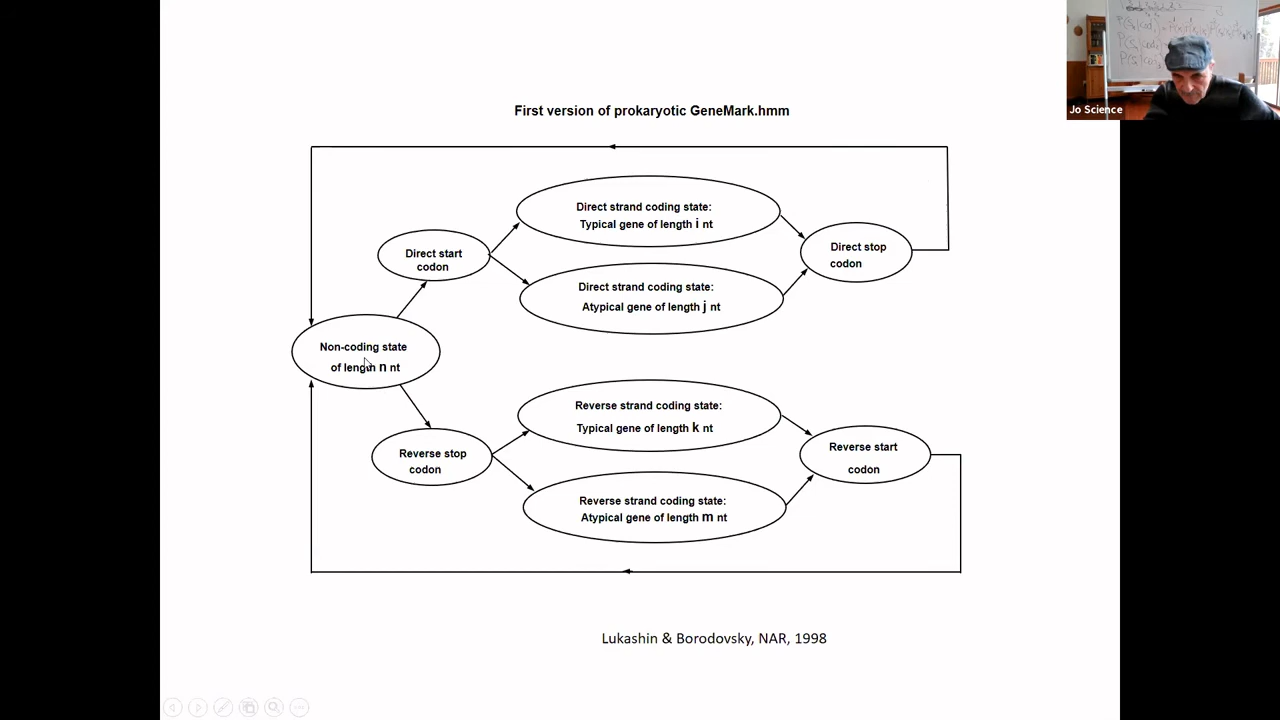 First version of prokaryotic GeneMark.hmm
Direct strand coding state:
Typical gene of length i nt
Direct start
codon
Direct stop
codon
Direct strand coding state:
Atypical gene of length j nt
Non-coding state
of length n nt
Reverse strand coding state:
Typical gene of length k nt
Reverse stop
codon
Reverse start
codon
Reverse strand coding state:
Atypical gene of length m nt
Lukashin & Borodovsky, NAR, 1998
Jo Science